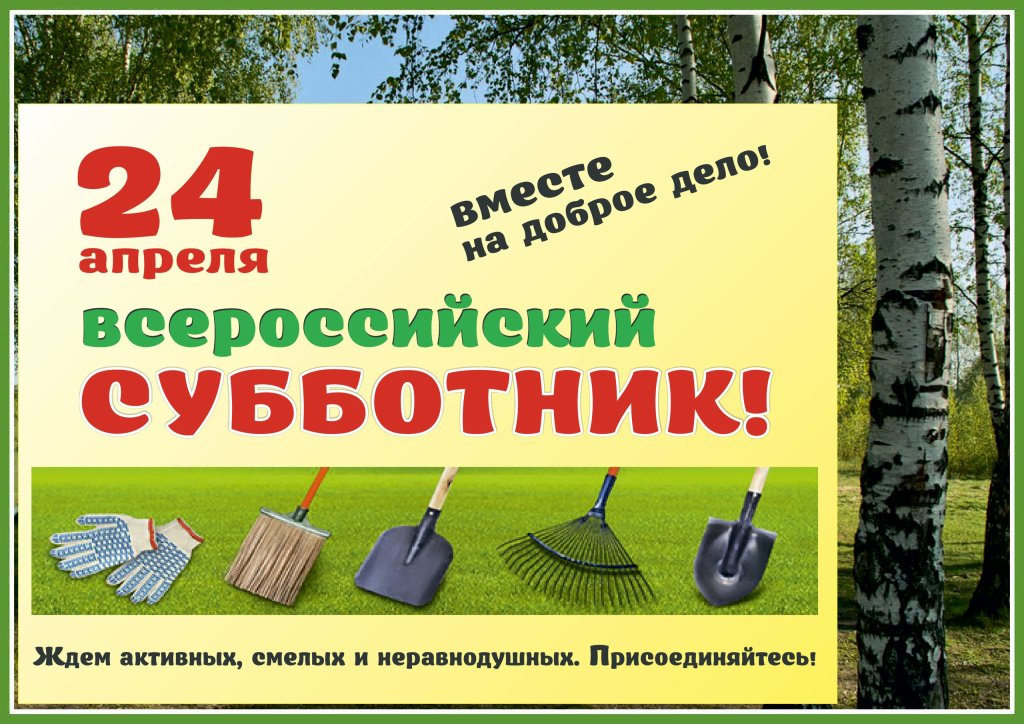 24
апреля
вместе
на доброе дело!
всероссийский
СУББОТНИК!
Ждем активных, смелых и неравнодушных. Присоединяйтесь!